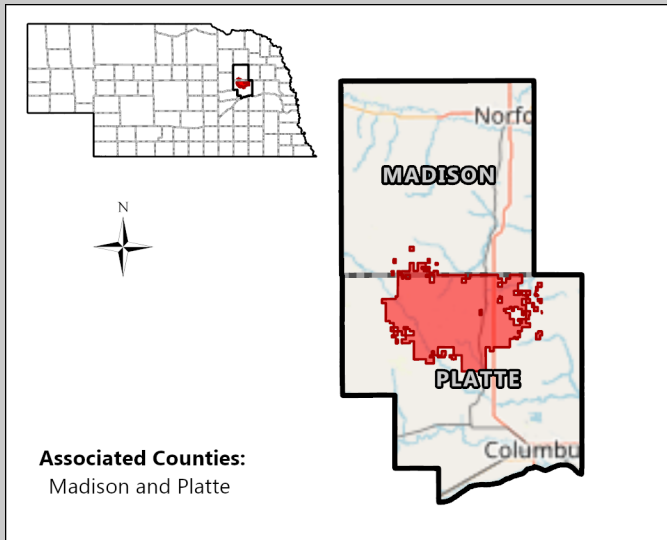 Norfo
MADISON
N
PLATTE
Columbu
Associated Counties:
Madison and Platte